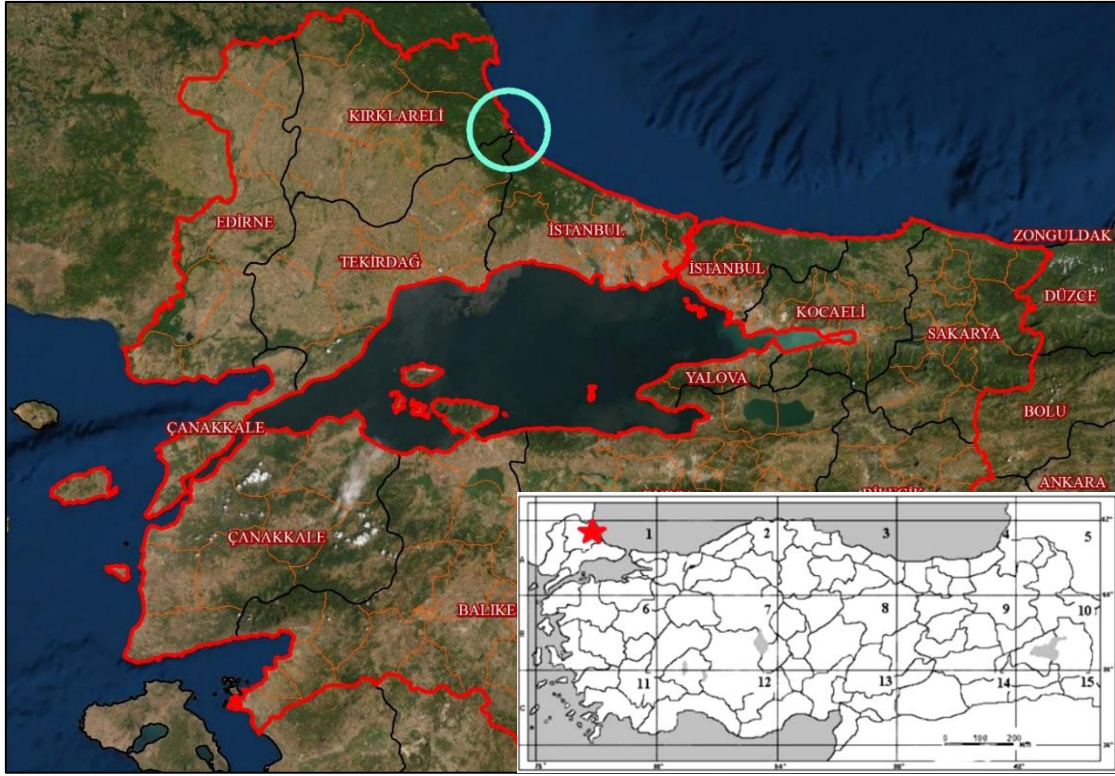 KIRKLARELİ
EDİRNE
İSTANBUL
TEKİRDAĞ
ZONGULDAK
İSTANBUL
DÜZCE
KOCAELİ
SAKARYA
YALOVA
BOLU
ÇANAKKALE
ANKARA
ÇANAKKALE
BALIKE
1 2 3 4 5
6 7 8 9 10
11 12 13 14 15
0 100 200